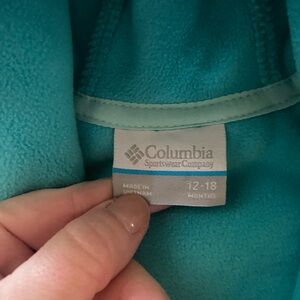 Columbia
Sportswear Company
MADE IN
VIETNAM
12-18
MONTHS